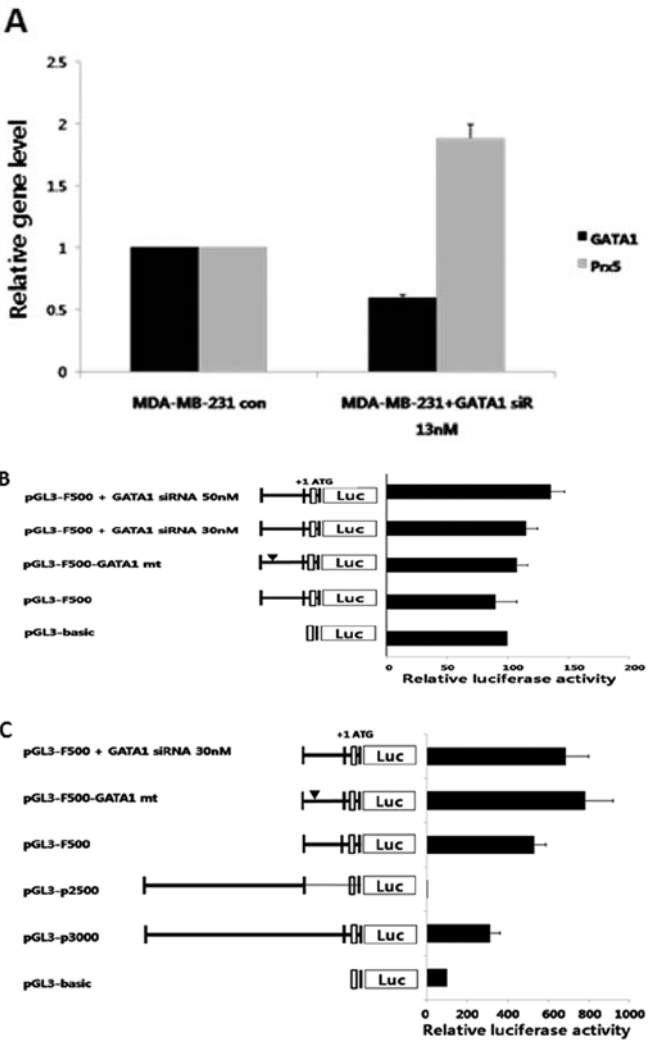 A
Relative gene level
2.5
2
1.5
1
0.5
0
MDA-MB-231 con
MDA-MB-231+GATA1 siR
13nM
GATA1
Prx5
B
+1 ATG
pGL3-F500 + GATA1 siRNA 50nM
Luc
pGL3-F500 + GATA1 siRNA 30nM
Luc
pGL3-F500-GATA1 mt
Luc
pGL3-F500
Luc
pGL3-basic
Luc
0 50 100 150 200
Relative luciferase activity
C
+1 ATG
pGL3-F500 + GATA1 siRNA 30nM
Luc
pGL3-F500-GATA1 mt
Luc
pGL3-F500
Luc
pGL3-p2500
Luc
pGL3-p3000
Luc
pGL3-basic
Luc
0 200 400 600 800 1000
Relative luciferase activity